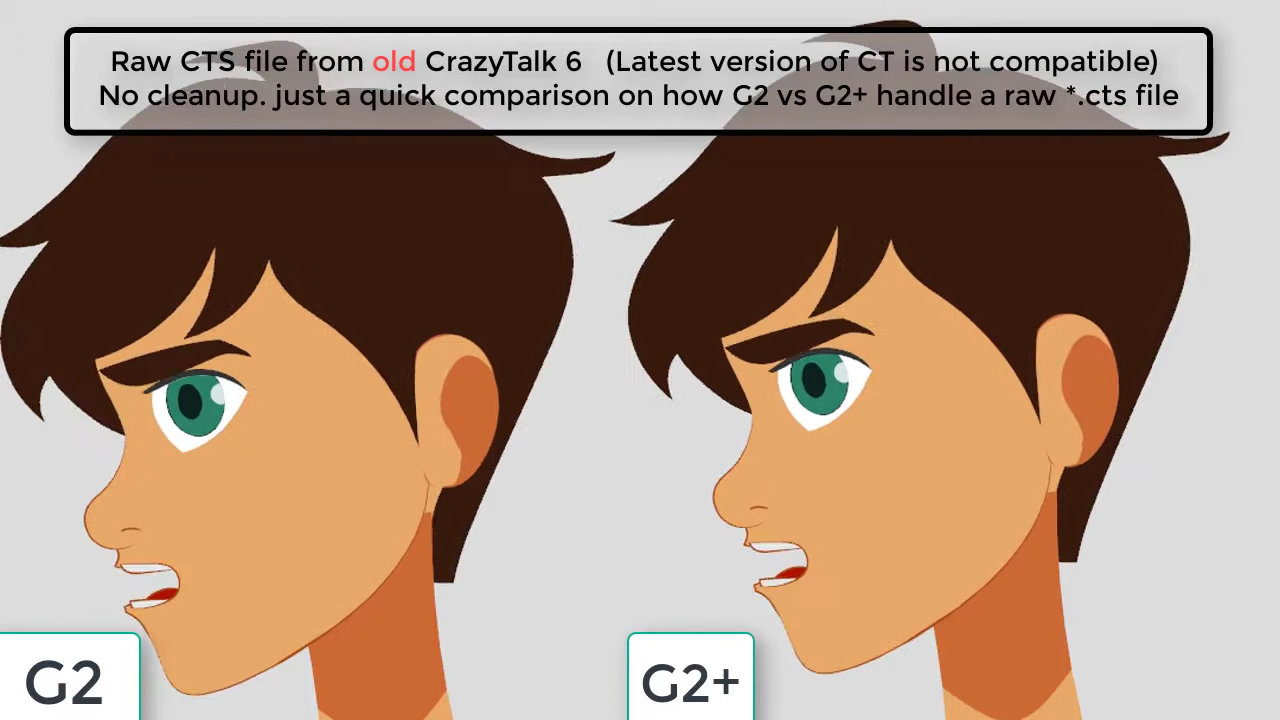 Raw CTS file from old CrazyTalk 6 (Latest version of CT is not compatible)
No cleanup. just a quick comparison on how G2 vs G2+ handle a raw *.cts file
G2
G2+